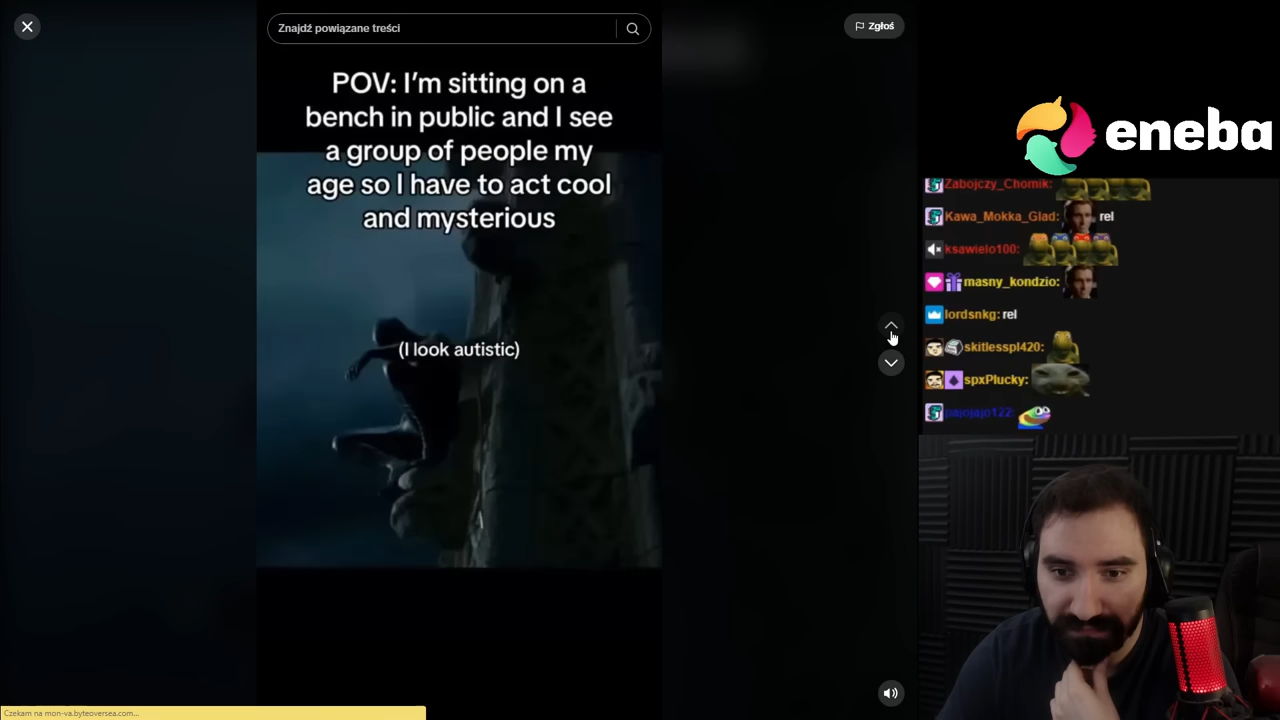 Znajdź powiązane treści
Zgłoś
POV: I'm sitting on a
bench in public and I see
a group of people my
age so I have to act cool
and mysterious
(I look autistic)
eneba
Zabojczy_Chomik:
Kawa_Mokka_Glad: rel
ksawielo100:
masny_kondzio:
lordsnkg: rel
skitlesspl420:
spxPlucky:
pajojajo122:
Czekam na mon-va.byteoversea.com...